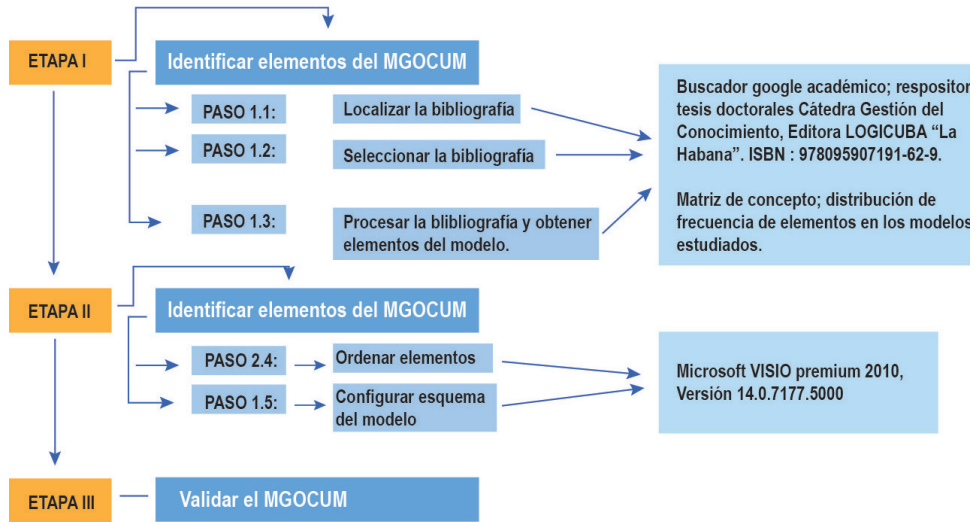 ETAPA I
Identificar elementos del MGOCUM
PASO 1.1:
Localizar la bibliografía
PASO 1.2:
Seleccionar la bibliografía
PASO 1.3:
Procesar la blibliografía y obtener
elementos del modelo.
Buscador google académico; respositor
tesis doctorales Cátedra Gestión del
Conocimiento, Editora LOGICUBA “La
Habana”. ISBN : 978095907191-62-9.
Matriz de concepto; distribución de
frecuencia de elementos en los modelos
estudiados.
ETAPA II
Identificar elementos del MGOCUM
PASO 2.4:
Ordenar elementos
PASO 1.5:
Configurar esquema
del modelo
Microsoft VISIO premium 2010,
Versión 14.0.7177.5000
ETAPA III
Validar el MGOCUM